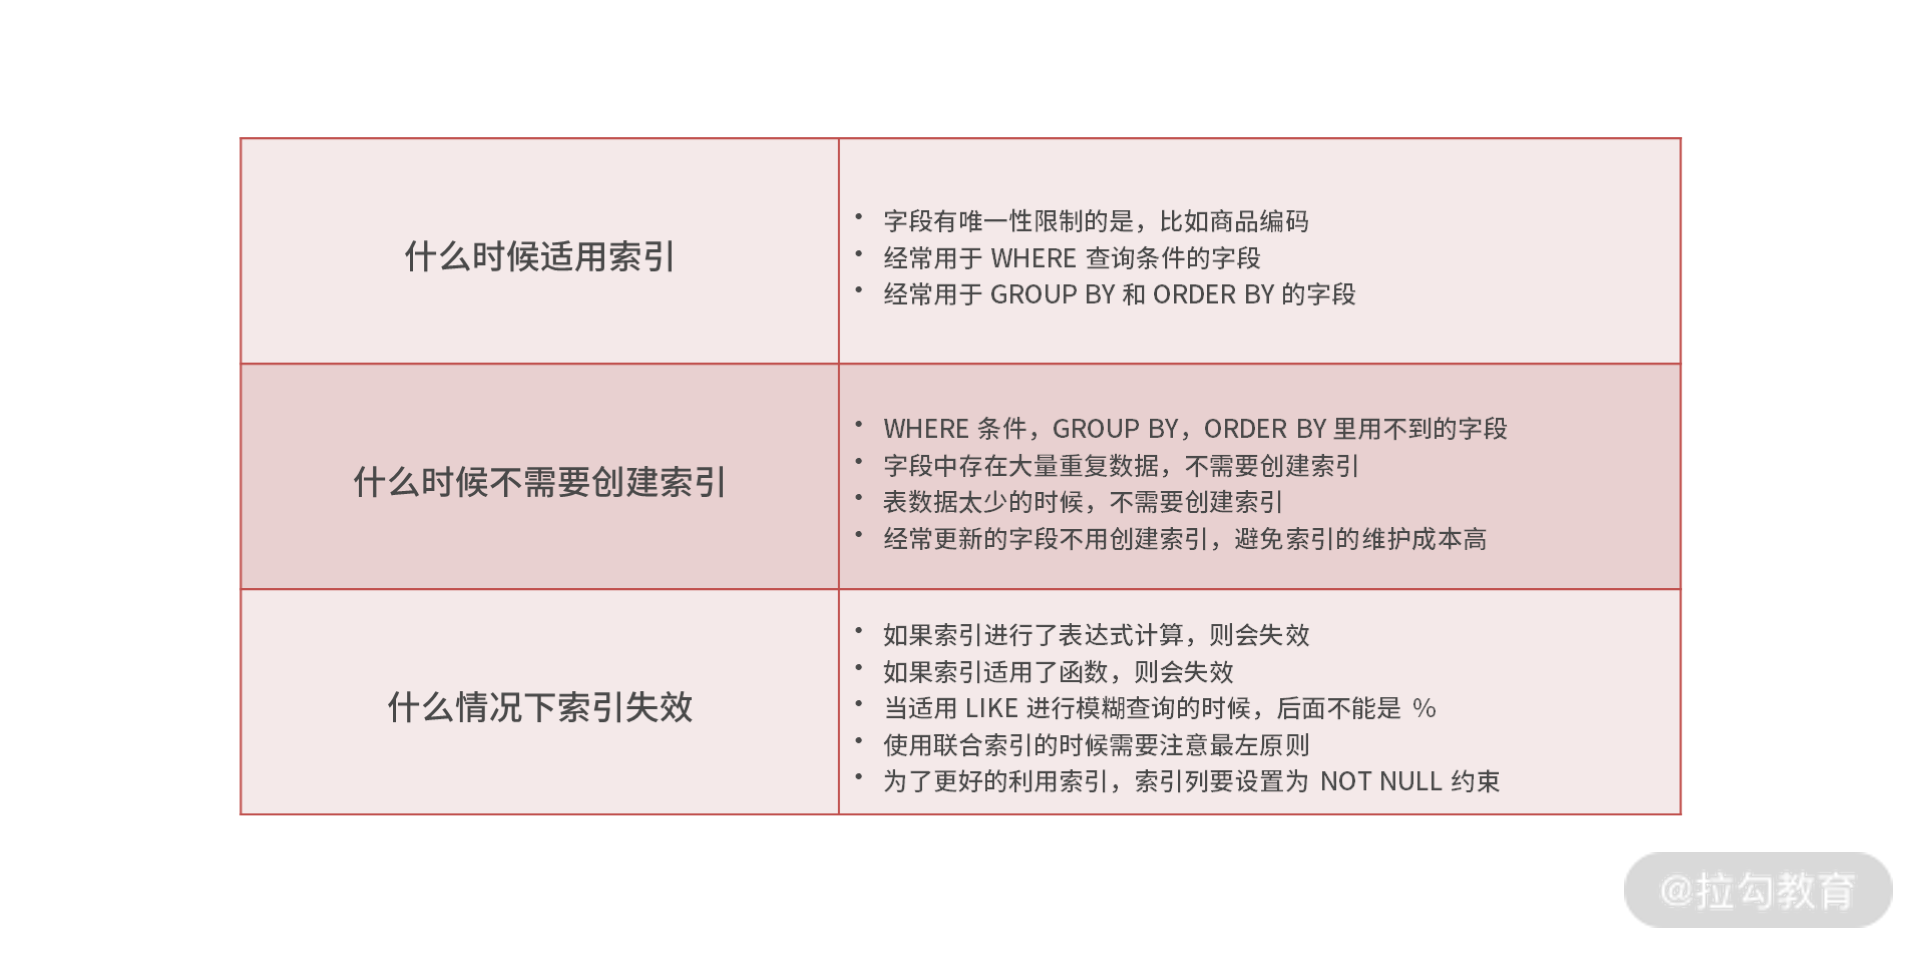 什么时候适用索引
• 字段有唯一性限制的是，比如商品编码
• 经常用于 WHERE 查询条件的字段
• 经常用于 GROUP BY 和 ORDER BY 的字段
什么时候不需要创建索引
• WHERE 条件，GROUP BY，ORDER BY 里用不到的字段
• 字段中存在大量重复数据，不需要创建索引
• 表数据太少的时候，不需要创建索引
• 经常更新的字段不用创建索引，避免索引的维护成本高
什么情况下索引失效
• 如果索引进行了表达式计算，则会失效
• 如果索引适用了函数，则会失效
• 当适用 LIKE 进行模糊查询的时候，后面不能是 %
• 使用联合索引的时候需要注意最左原则
• 为了更好的利用索引，索引列要设置为 NOT NULL 约束
@拉勾教育